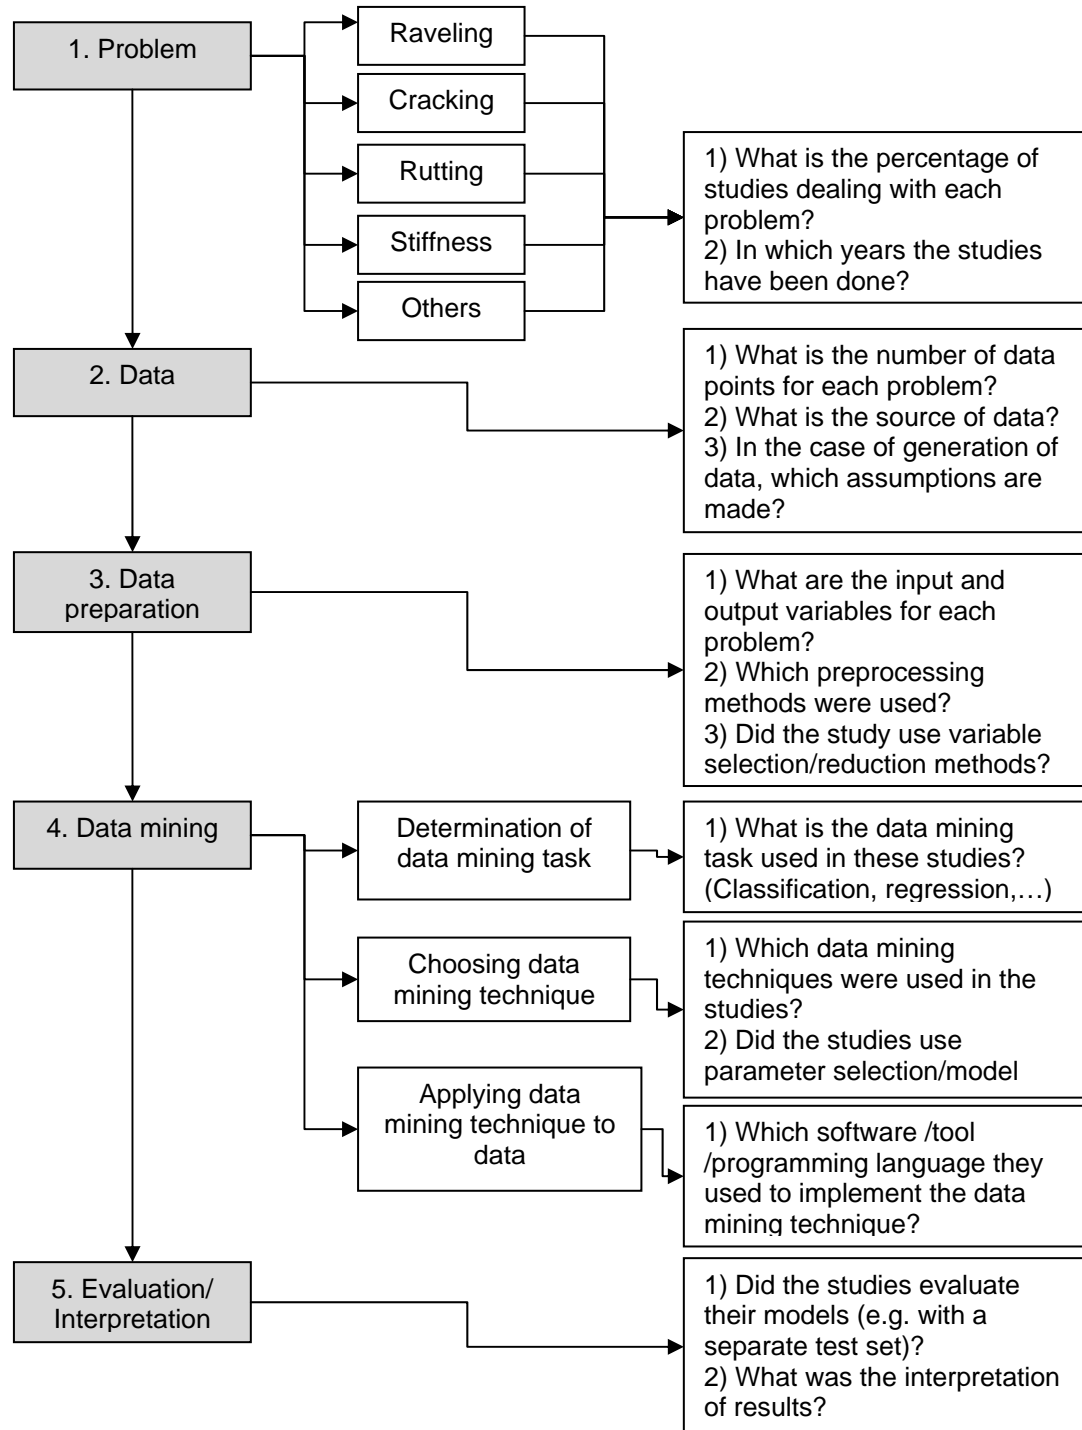 1. Problem
Raveling
Cracking
Rutting
Stiffness
Others
1) What is the percentage of
studies dealing with each
problem?
2) In which years the studies
have been done?
2. Data
1) What is the number of data
points for each problem?
2) What is the source of data?
3) In the case of generation of
data, which assumptions are
made?
3. Data
preparation
1) What are the input and
output variables for each
problem?
2) Which preprocessing
methods were used?
3) Did the study use variable
selection/reduction methods?
4. Data mining
Determination of
data mining task
1) What is the data mining
task used in these studies?
(Classification, regression,…)
Choosing data
mining technique
1) Which data mining
techniques were used in the
studies?
2) Did the studies use
parameter selection/model
Applying data
mining technique to
data
1) Which software /tool
/programming language they
used to implement the data
mining technique?
5. Evaluation/
Interpretation
1) Did the studies evaluate
their models (e.g. with a
separate test set)?
2) What was the interpretation
of results?